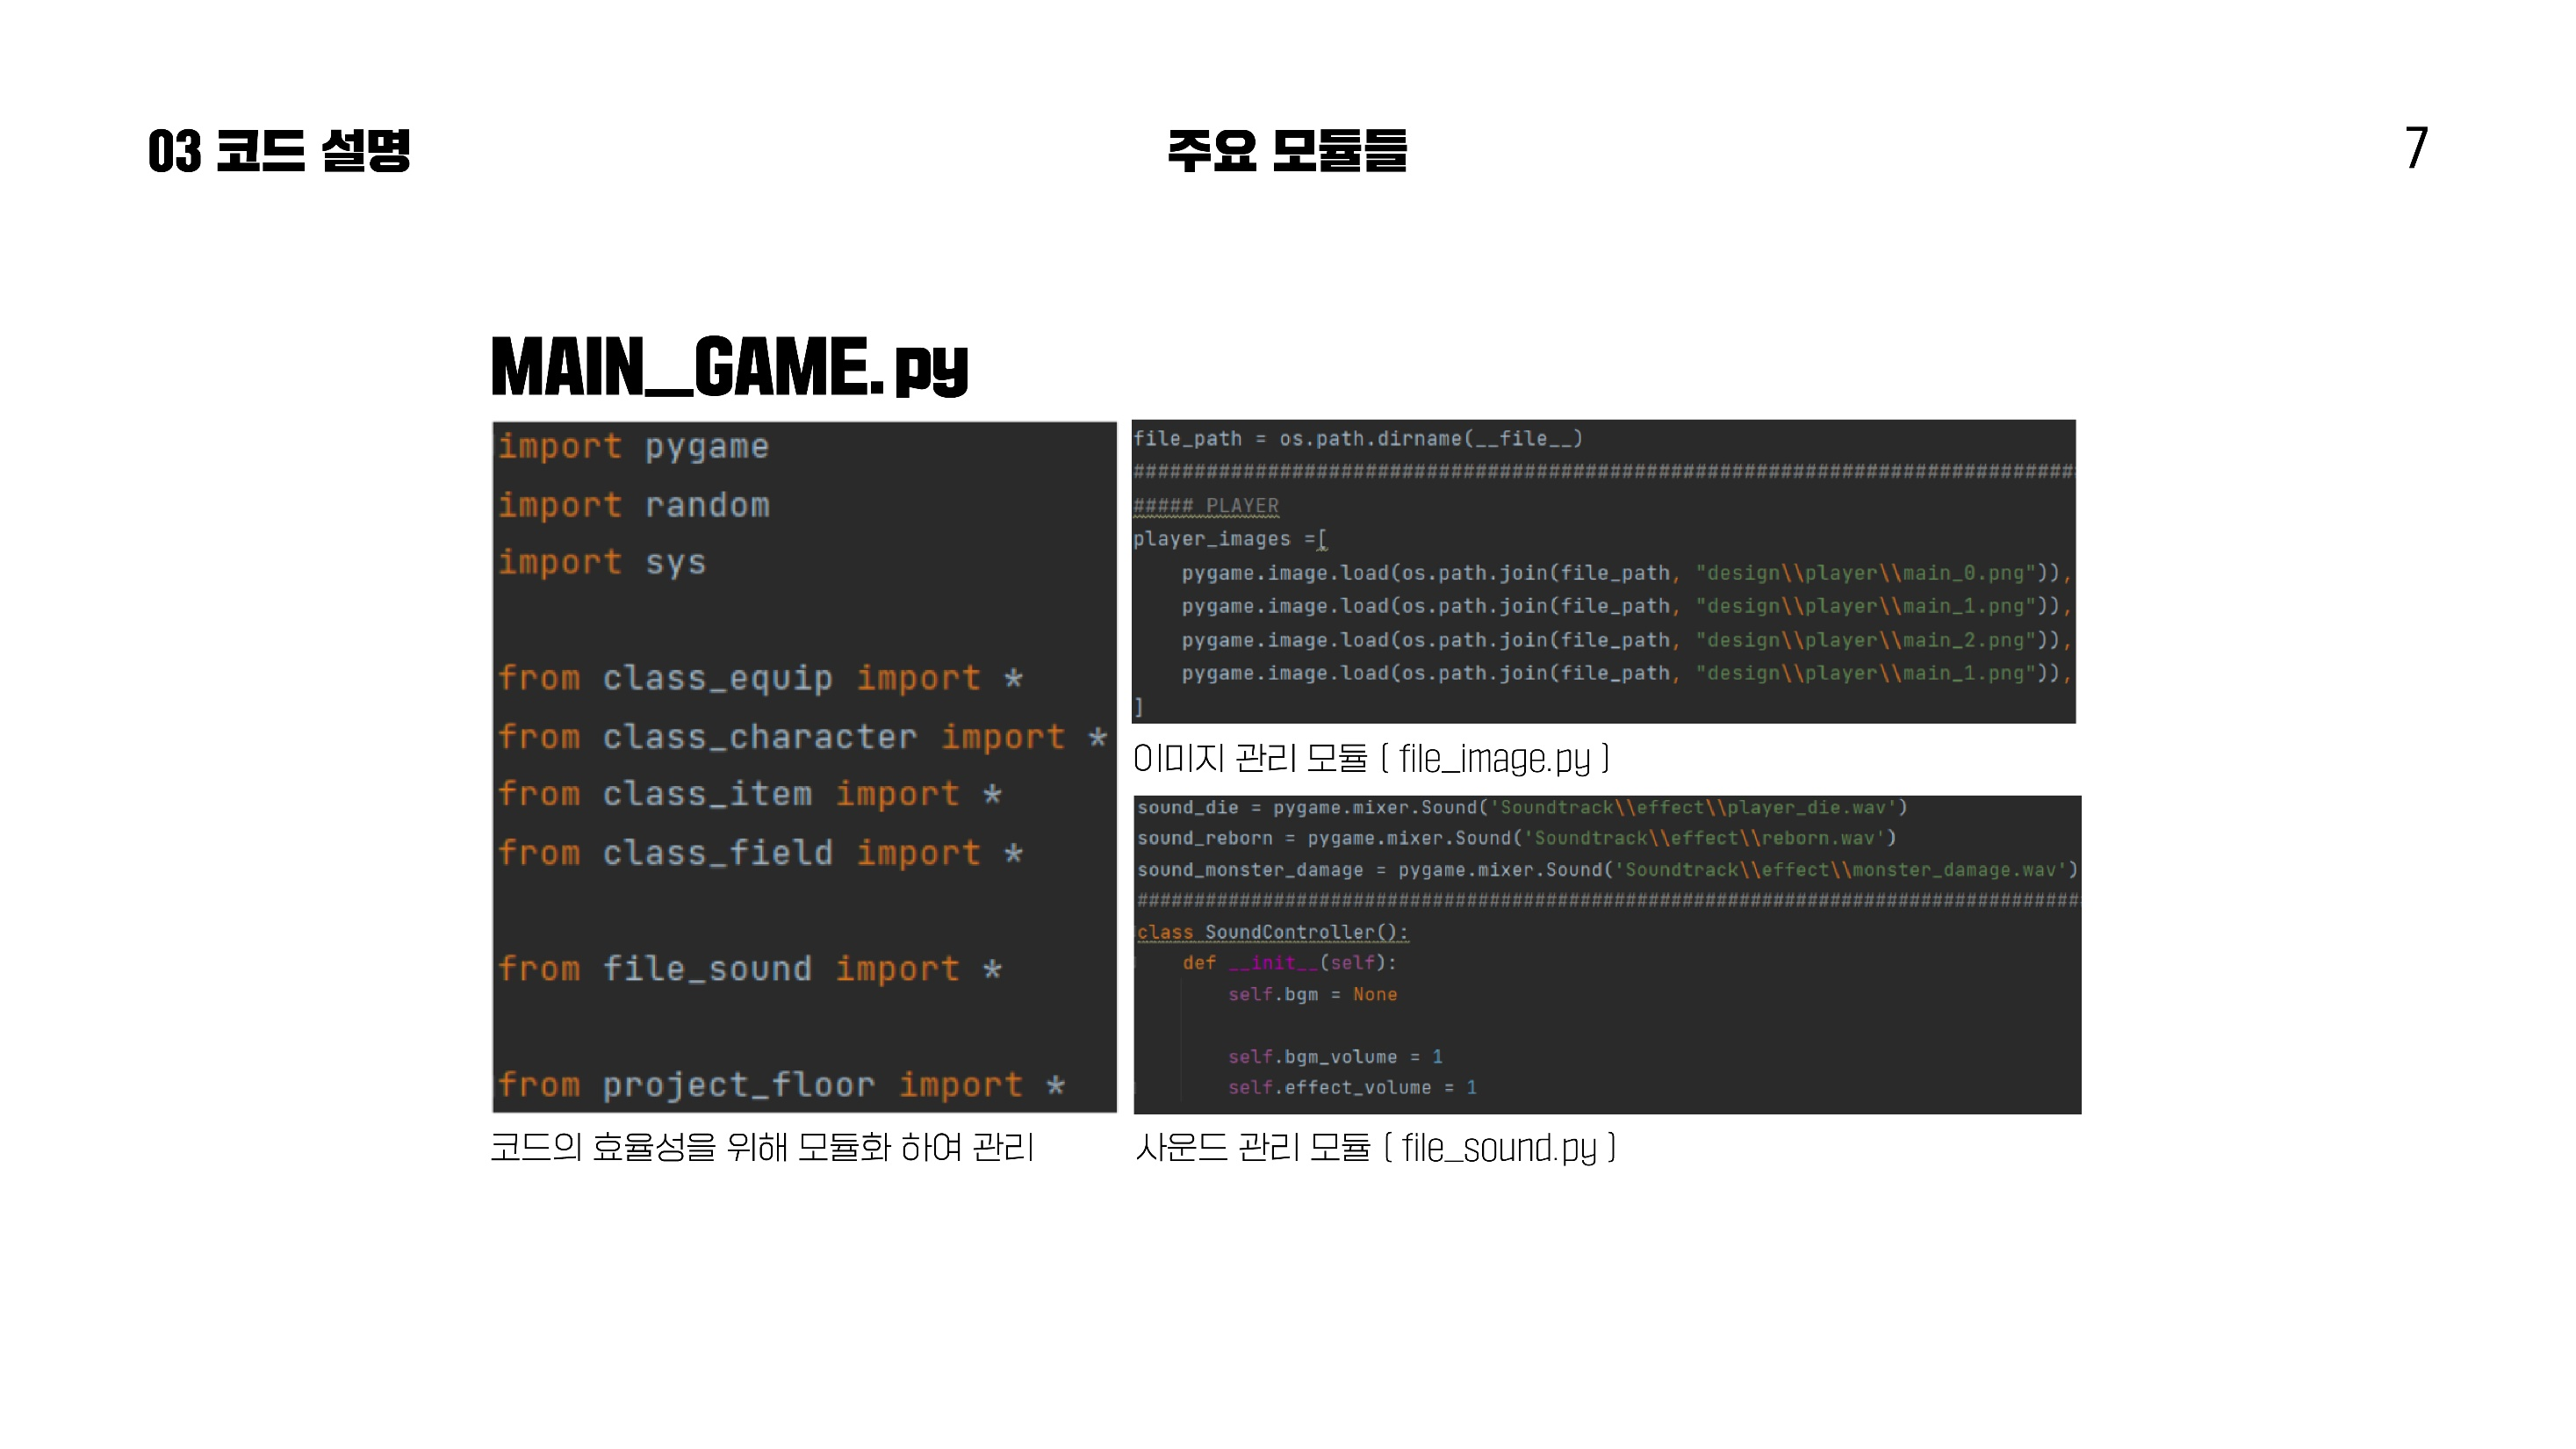 03 코드 설명
주요 모듈들
7
MAIN_GAME.py
import pygame
import random
import sys
from class_equip import *
from class_character import *
from class_item import *
from class_field import *
from file_sound import *
from project_floor import *
코드의 효율성을 위해 모듈화 하여 관리
file_path = os.path.dirname(__file__)
##############################################################################
##### PLAYER
player_images =[
    pygame.image.load(os.path.join(file_path, "design\\player\\main_0.png")),
    pygame.image.load(os.path.join(file_path, "design\\player\\main_1.png")),
    pygame.image.load(os.path.join(file_path, "design\\player\\main_2.png")),
    pygame.image.load(os.path.join(file_path, "design\\player\\main_1.png")),
]
이미지 관리 모듈 ( file_image.py )
sound_die = pygame.mixer.Sound('Soundtrack\\effect\\player_die.wav')
sound_reborn = pygame.mixer.Sound('Soundtrack\\effect\\reborn.wav')
sound_monster_damage = pygame.mixer.Sound('Soundtrack\\effect\\monster_damage.wav')
###################################################################################
class SoundController():
    def __init__(self):
        self.bgm = None
        self.bgm_volume = 1
        self.effect_volume = 1
사운드 관리 모듈 ( file_sound.py )